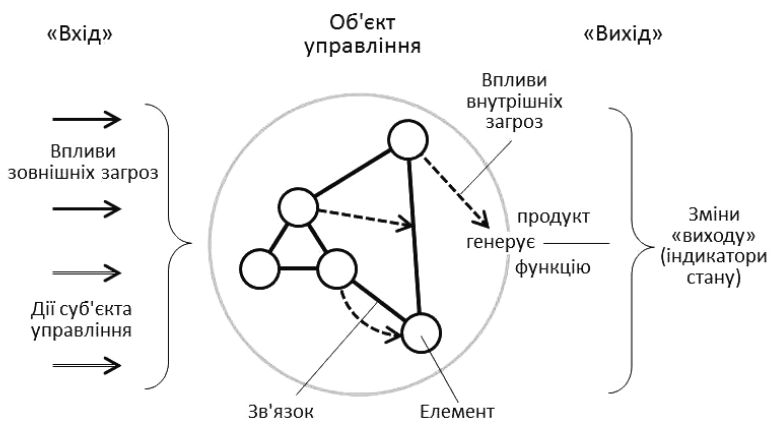 «Вхід»
Об'єкт
управління
«Вихід»
Впливи
внутрішніх
загроз
Впливи
зовнішніх загроз
продукт
генерує
функцію
Зміни
«виходу»
(індикатори
стану)
Дії суб'єкта
управління
Зв'язок
Елемент